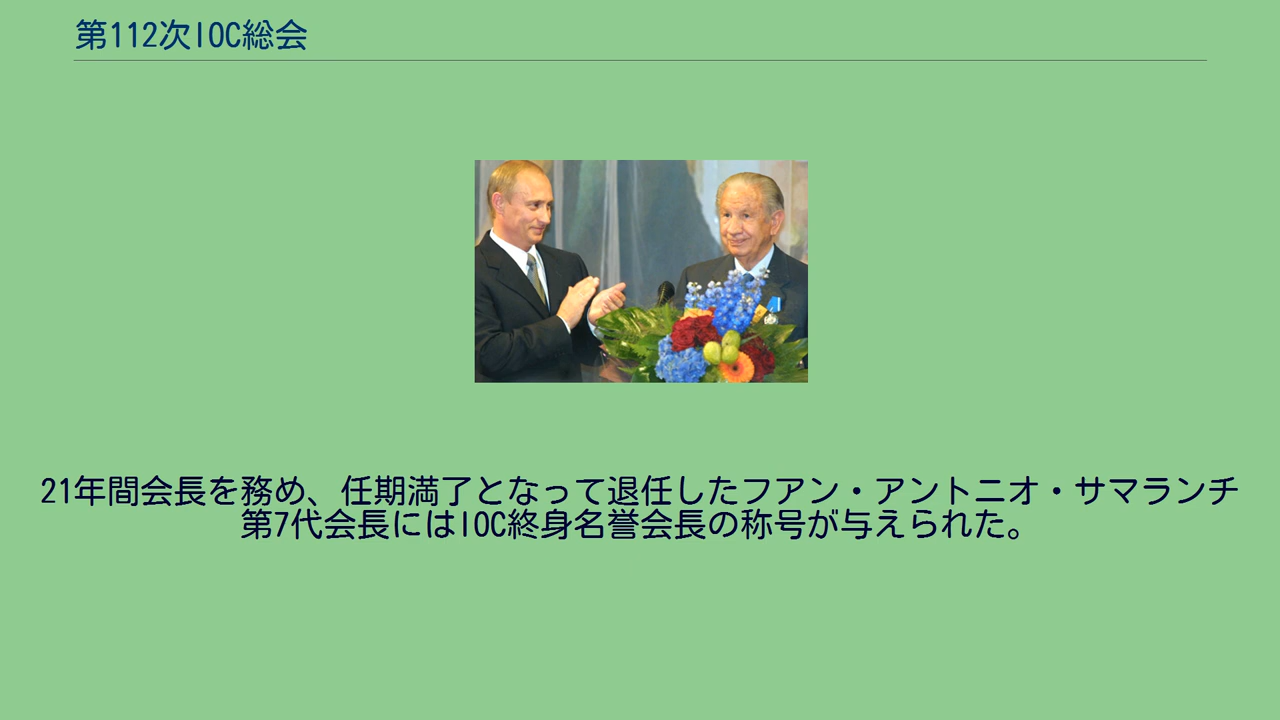 第112次IOC総会
21年間会長を務め、任期満了となって退任したフアン・アントニオ・サマランチ
第7代会長にはIOC終身名誉会長の称号が与えられた。